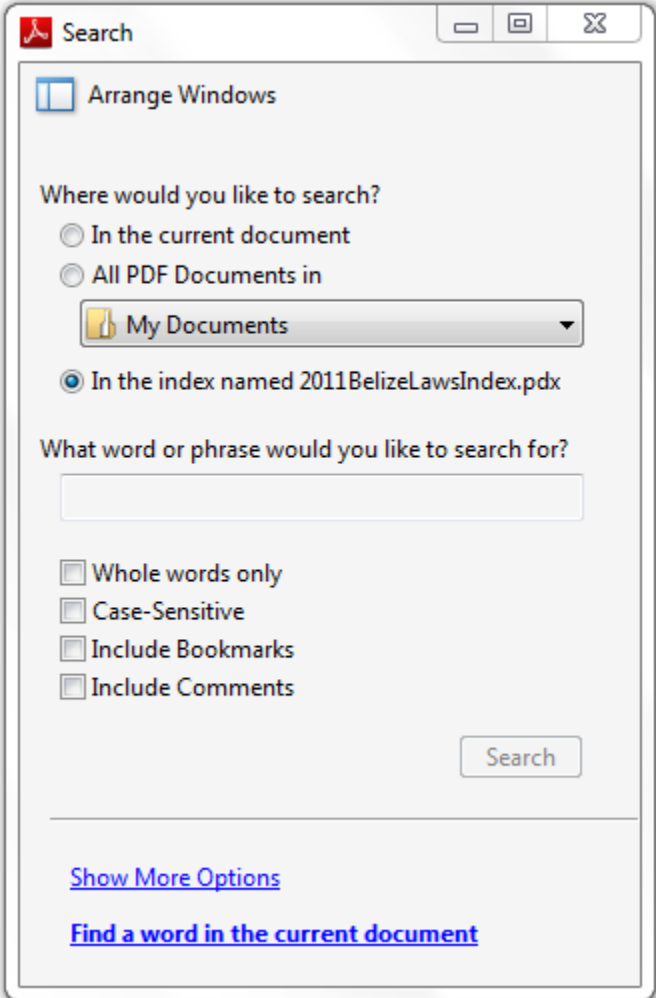 Search
Arrange Windows
Where would you like to search?
In the current document
All PDF Documents in
My Documents
In the index named 2011BelizeLawsIndex.pdx
What word or phrase would you like to search for?
Whole words only
Case-Sensitive
Include Bookmarks
Include Comments
Search
Show More Options
Find a word in the current document